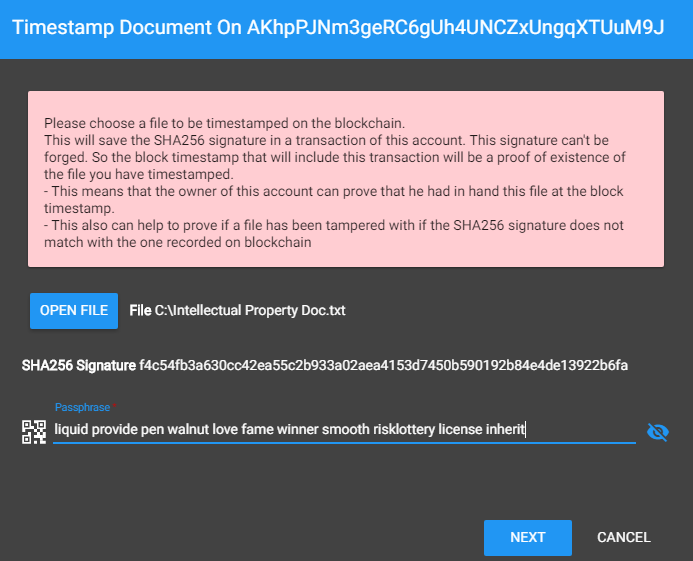 Timestamp Document On AKhpPJNm3geRC6gUh4UNCZxUngqXTUuM9J
Please choose a file to be timestamped on the blockchain.
This will save the SHA256 signature in a transaction of this account. This signature can't be
forged. So the block timestamp that will include this transaction will be a proof of existence of
the file you have timestamped.
- This means that the owner of this account can prove that he had in hand this file at the block
timestamp.
- This also can help to prove if a file has been tampered with if the SHA256 signature does not
match with the one recorded on blockchain
OPEN FILE File C:\Intellectual Property Doc.txt
SHA256 Signature f4c54fb3a630cc42ea55c2b933a02aea4153d7450b590192b84e4de13922b6fa
Passphrase *
liquid provide pen walnut love fame winner smooth risklottery license inherit
NEXT CANCEL